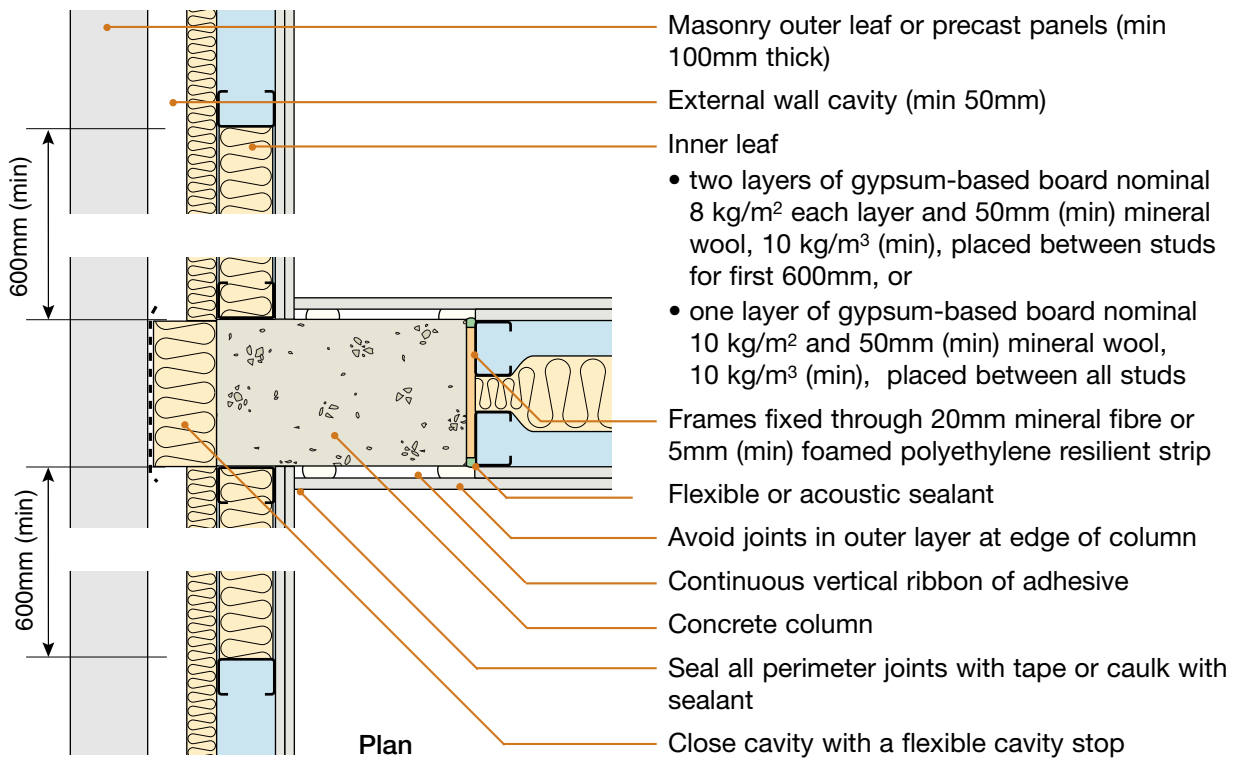 Masonry outer leaf or precast panels (min
100mm thick)
External wall cavity (min 50mm)
Inner leaf
• two layers of gypsum-based board nominal
8 kg/m² each layer and 50mm (min) mineral
wool, 10 kg/m³ (min), placed between studs
for first 600mm, or
• one layer of gypsum-based board nominal
10 kg/m² and 50mm (min) mineral wool,
10 kg/m³ (min), placed between all studs
Frames fixed through 20mm mineral fibre or
5mm (min) foamed polyethylene resilient strip
Flexible or acoustic sealant
Avoid joints in outer layer at edge of column
Continuous vertical ribbon of adhesive
Concrete column
Seal all perimeter joints with tape or caulk with
sealant
Close cavity with a flexible cavity stop
600mm (min)
600mm (min)
Plan